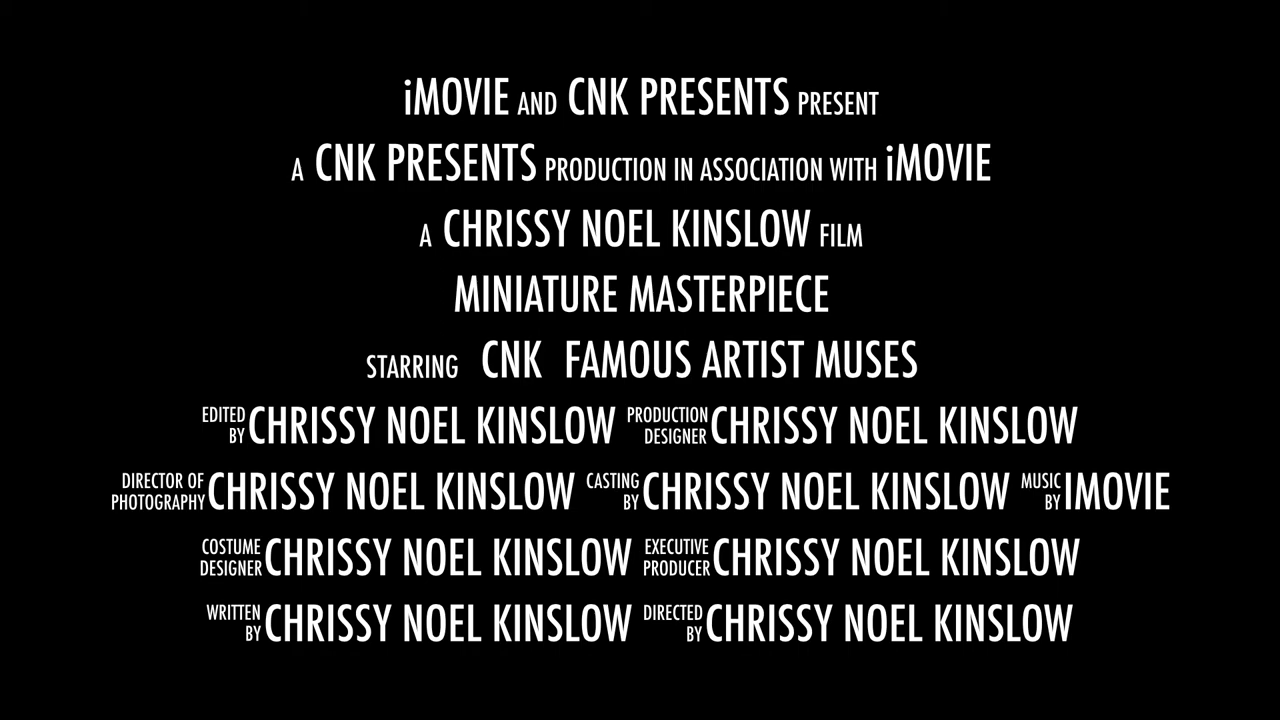 iMOVIE AND CNK PRESENTS PRESENT
A CNK PRESENTS PRODUCTION IN ASSOCIATION WITH iMOVIE
A CHRISSY NOEL KINSLOW FILM
MINIATURE MASTERPIECE
STARRING CNK FAMOUS ARTIST MUSES
EDITED BY CHRISSY NOEL KINSLOW PRODUCTION DESIGNER CHRISSY NOEL KINSLOW
DIRECTOR OF PHOTOGRAPHY CHRISSY NOEL KINSLOW CASTING BY CHRISSY NOEL KINSLOW MUSIC BY IMOVIE
COSTUME DESIGNER CHRISSY NOEL KINSLOW EXECUTIVE PRODUCER CHRISSY NOEL KINSLOW
WRITTEN BY CHRISSY NOEL KINSLOW DIRECTED BY CHRISSY NOEL KINSLOW